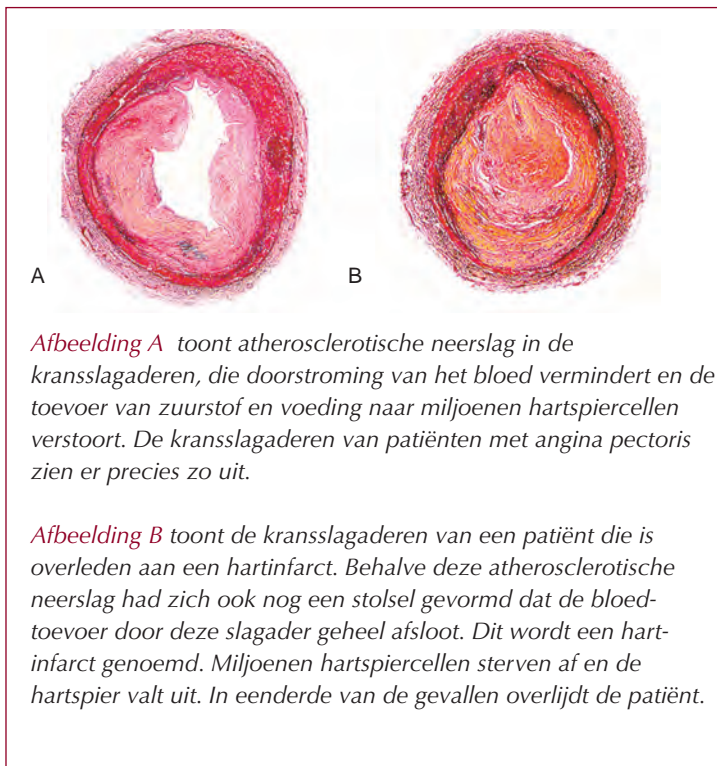 A
B
Afbeelding A toont atherosclerotische neerslag in de
kransslagaderen, die doorstroming van het bloed vermindert en de
toevoer van zuurstof en voeding naar miljoenen hartspiercellen
verstoort. De kransslagaderen van patiënten met angina pectoris
zien er precies zo uit.
Afbeelding B toont de kransslagaderen van een patiënt die is
overleden aan een hartinfarct. Behalve deze atherosclerotische
neerslag had zich ook nog een stolsel gevormd dat de bloed-
toevoer door deze slagader geheel afsloot. Dit wordt een hart-
infarct genoemd. Miljoenen hartspiercellen sterven af en de
hartspier valt uit. In eenderde van de gevallen overlijdt de patiënt.